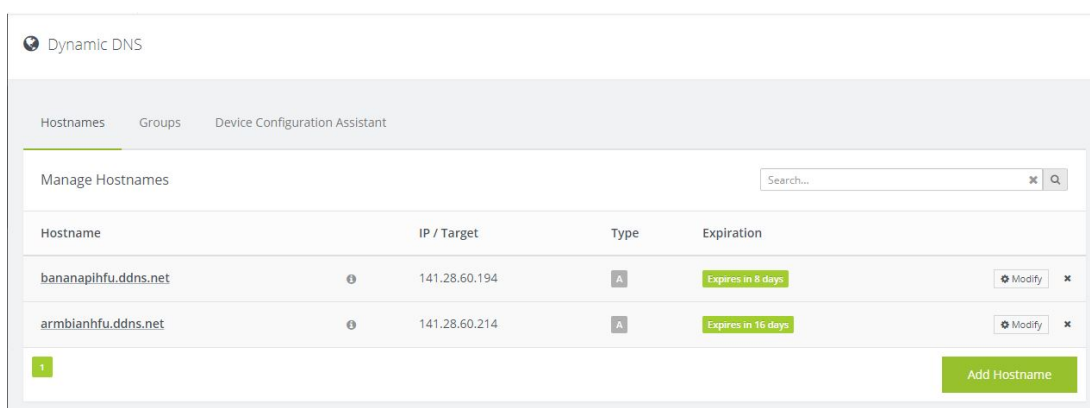 Dynamic DNS
Hostnames Groups Device Configuration Assistant
Manage Hostnames Search...
Hostname IP / Target Type Expiration
bananapihfu.ddns.net 141.28.60.194 A Expires in 8 days Modify
armbianhfu.ddns.net 141.28.60.214 A Expires in 16 days Modify
1
Add Hostname